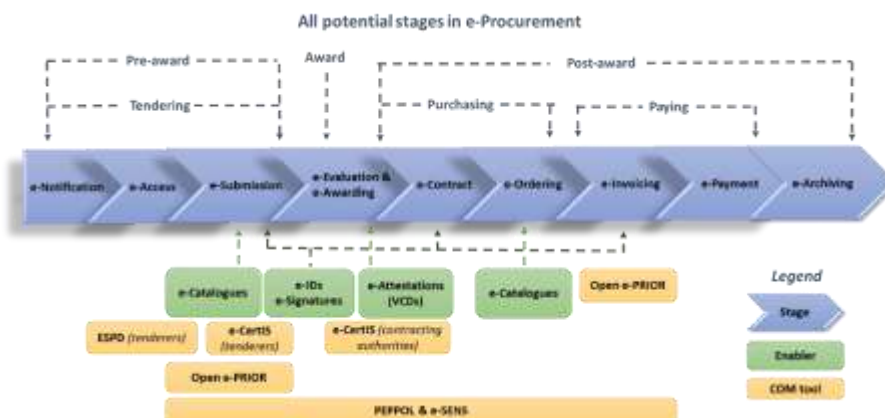 All potential stages in e-Procurement
Pre-award
Award
Post-award
Tendering
Purchasing
Paying
e-Notification
e-Access
e-Submission
e-Evaluation &
e-Awarding
e-Contract
e-Ordering
e-Invoicing
e-Payment
e-Archiving
e-Catalogues
e-IDs
e-Signatures
e-Attestations
(VCDs)
e-Catalogues
Open e-PRIOR
ESPD (tenderers)
e-CertIS
(tenderers)
e-CertIS (contracting
authorities)
Open e-PRIOR
PEPPOL & e-SENS
Legend
Stage
Enabler
COM tool